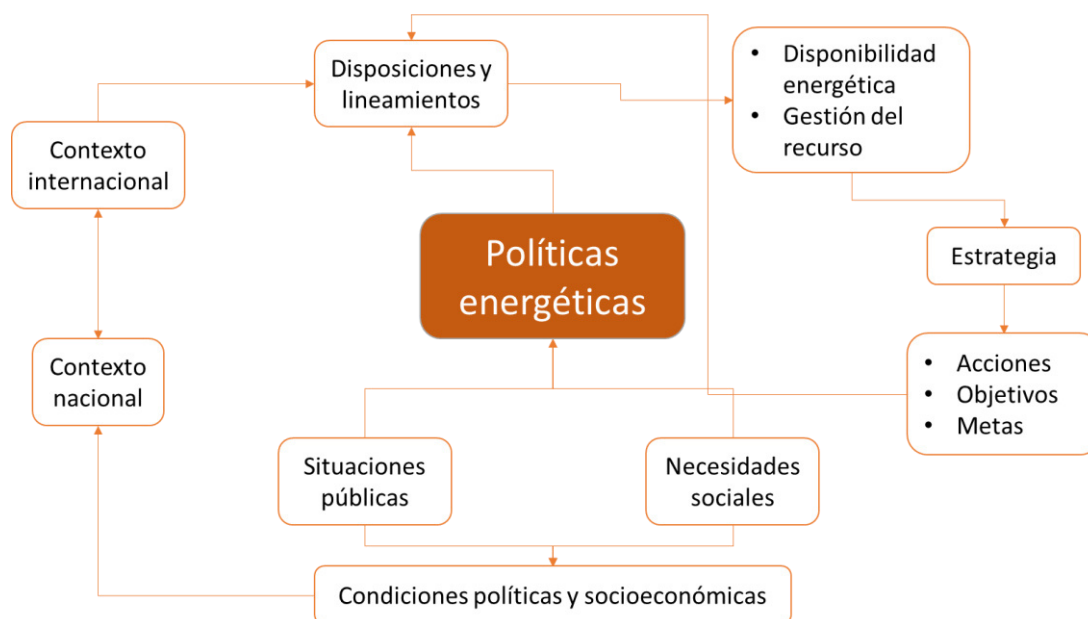 Disposiciones y
lineamientos
• Disponibilidad
energética
• Gestión del
recurso
Contexto
internacional
Políticas
energéticas
Estrategia
Contexto
nacional
• Acciones
• Objetivos
• Metas
Situaciones
públicas
Necesidades
sociales
Condiciones políticas y socioeconómicas